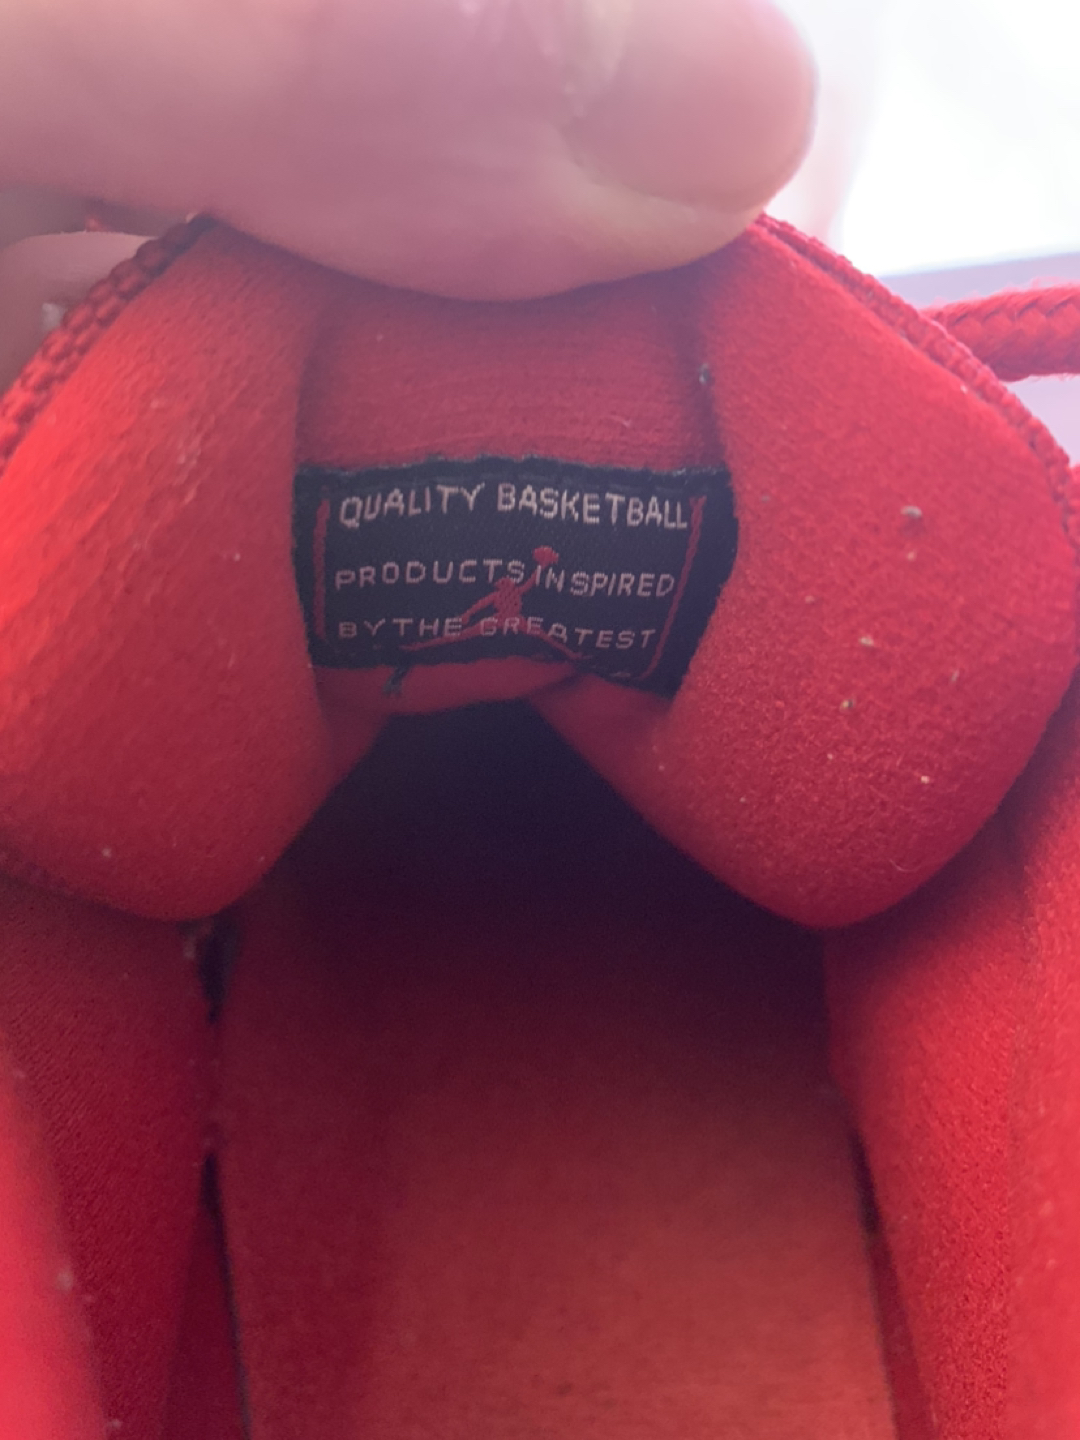 QUALITY BASKETBALL
PRODUCTS INSPIRED
BY THE GREATEST